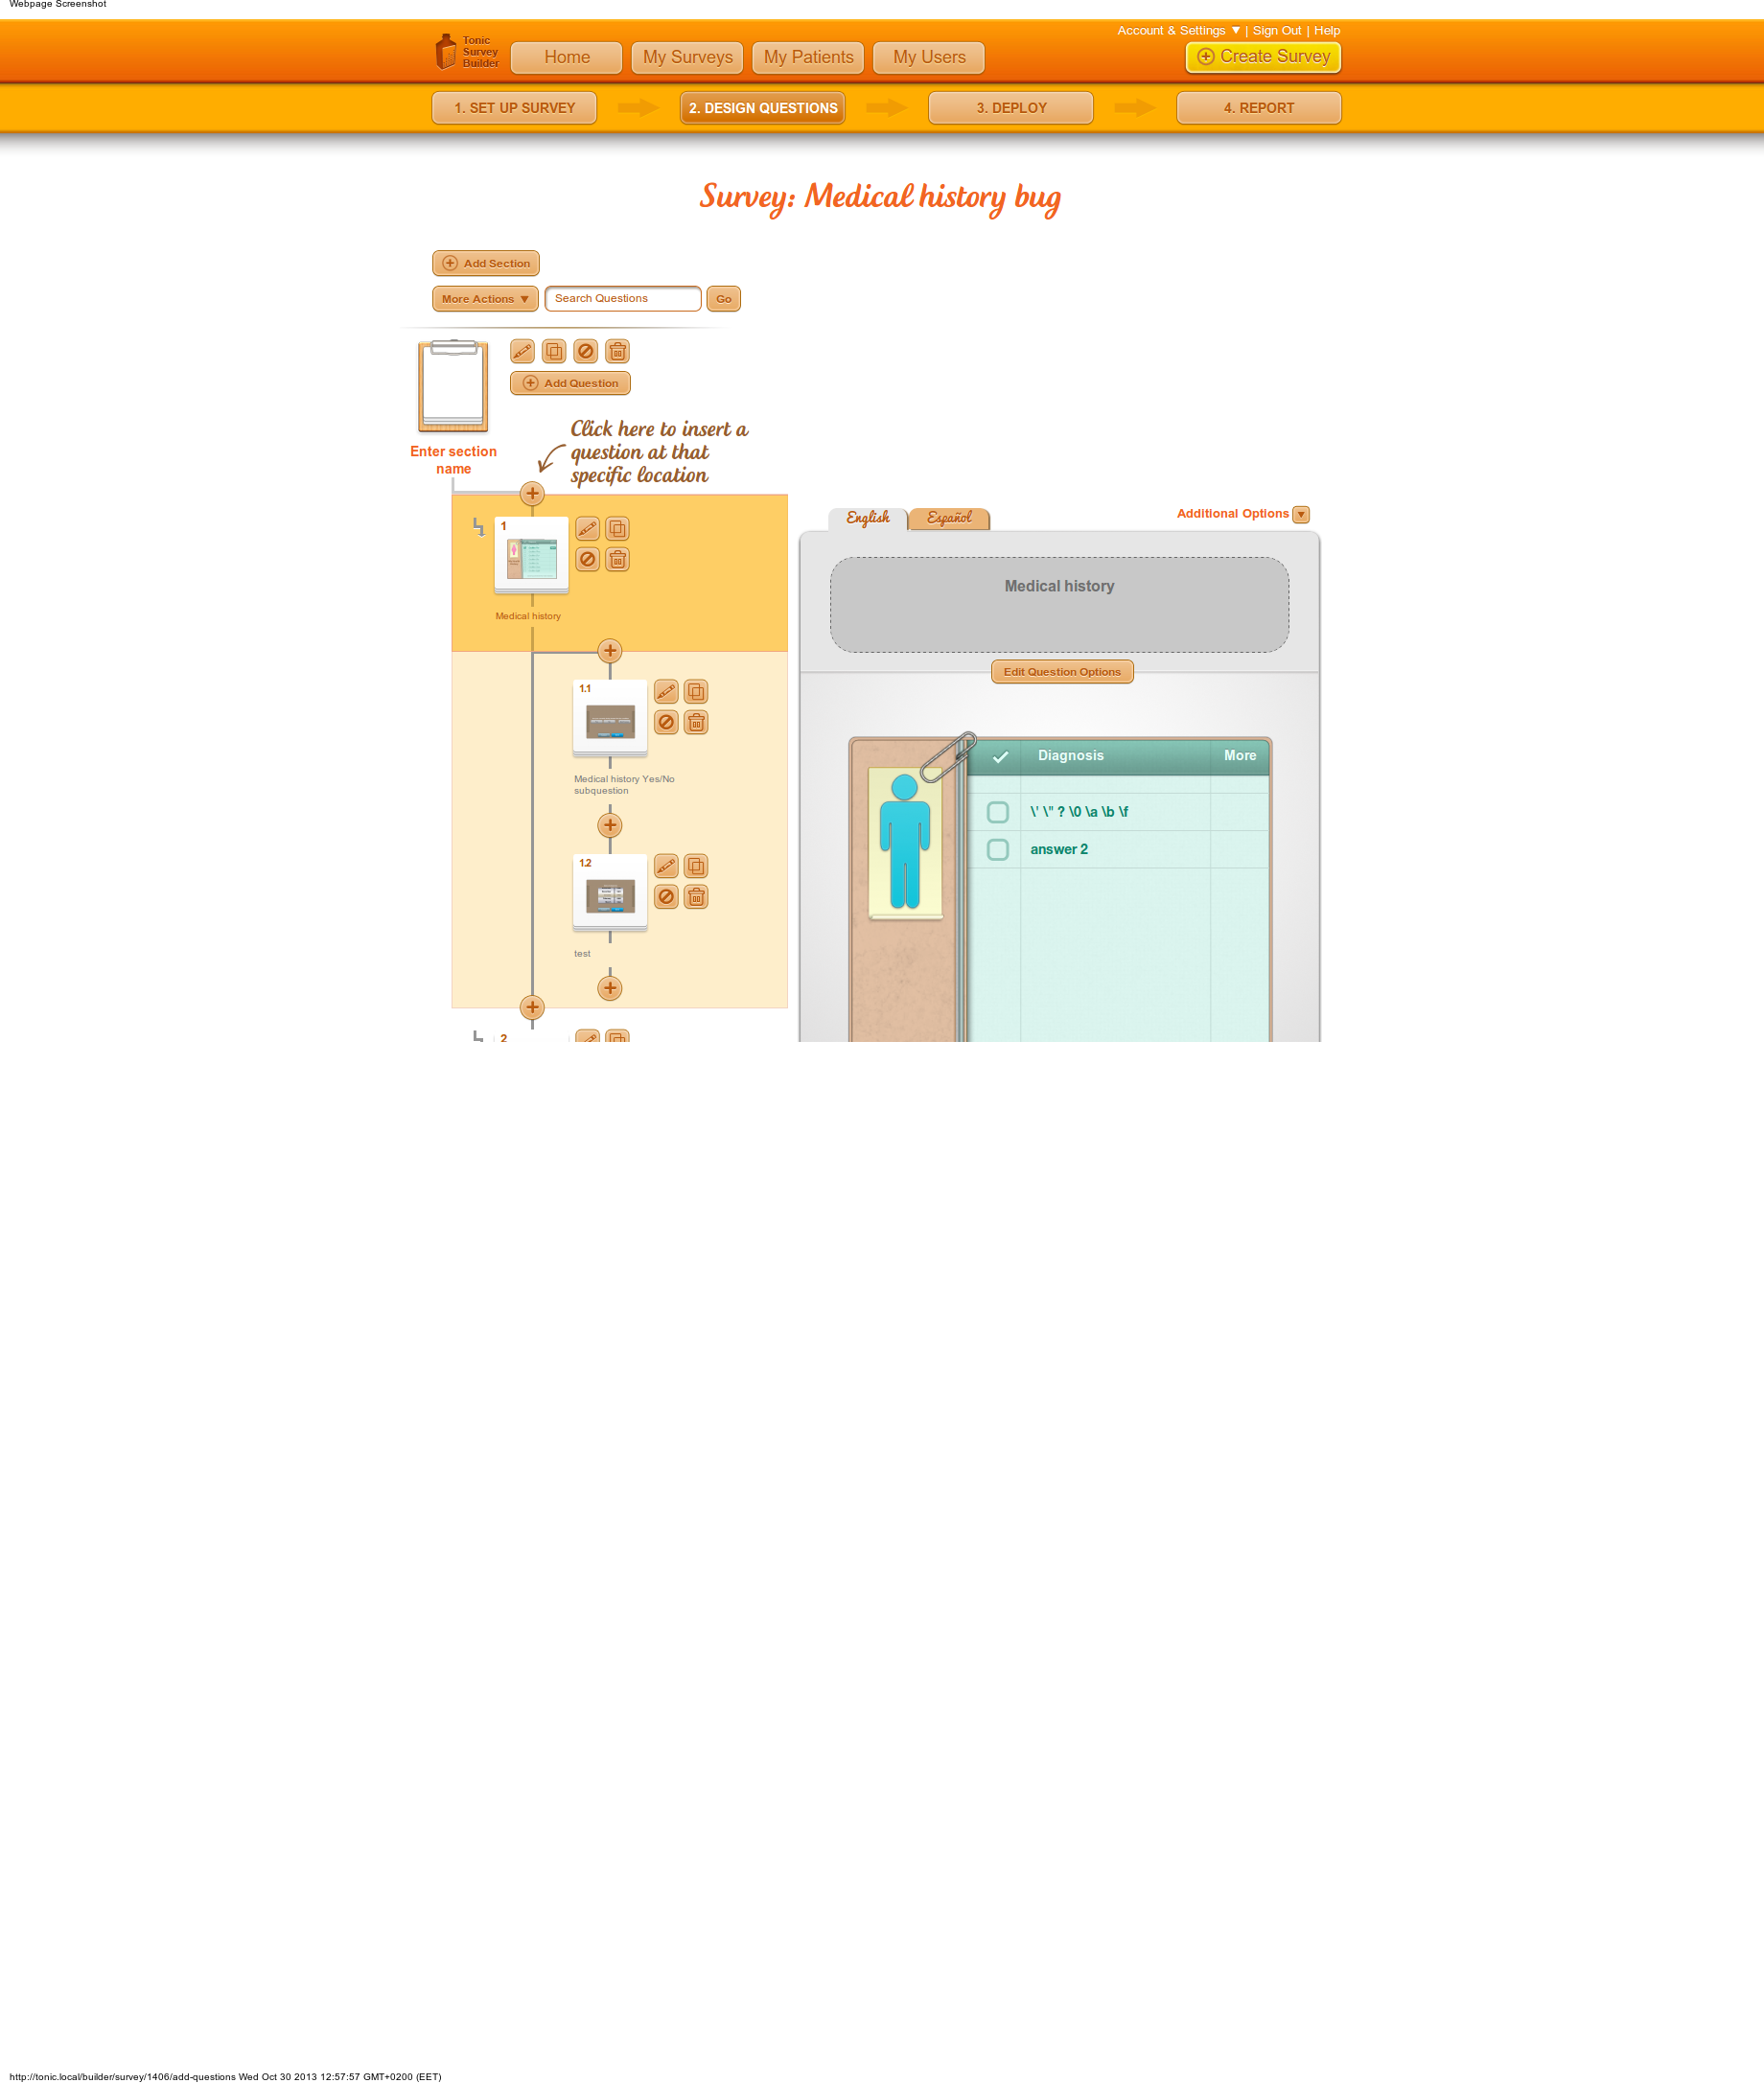 Webpage Screenshot
Account & Settings ▼ | Sign Out | Help
Tonic
Survey
Builder
Home
My Surveys
My Patients
My Users
Create Survey
1. SET UP SURVEY
2. DESIGN QUESTIONS
3. DEPLOY
4. REPORT
Survey: Medical history bug
Add Section
More Actions ▼
Search Questions
Go
Add Question
Click here to insert a
question at that
specific location
Enter section
name
1
Medical history
1.1
Medical history Yes/No
subquestion
1.2
test
2
English
Español
Additional Options
Medical history
Edit Question Options
Diagnosis
More
\' \" ? \0 \a \b \f
answer 2
http://tonic.local/builder/survey/1406/add-questions Wed Oct 30 2013 12:57:57 GMT+0200 (EET)